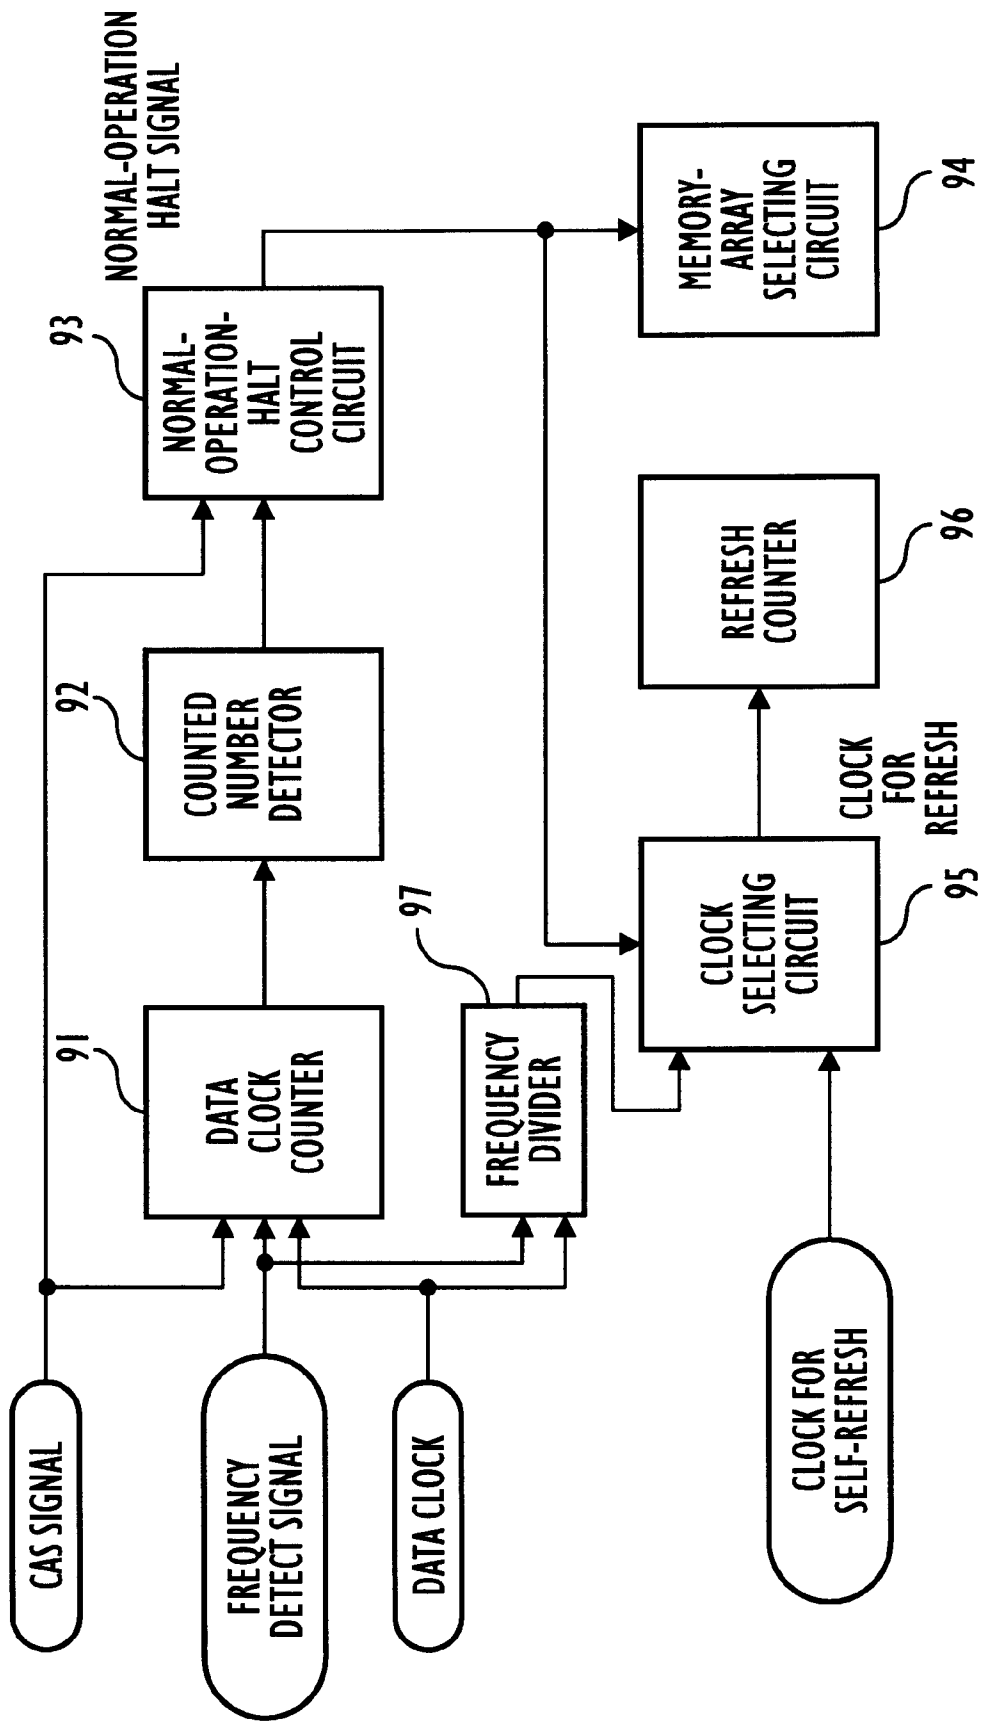 CAS SIGNAL
FREQUENCY
DETECT SIGNAL
DATA CLOCK
CLOCK FOR
SELF-REFRESH
91
DATA
CLOCK
COUNTER
92
COUNTED
NUMBER
DETECTOR
93
NORMAL-
OPERATION-
HALT
CONTROL
CIRCUIT
NORMAL-OPERATION
HALT SIGNAL
97
FREQUENCY
DIVIDER
CLOCK
SELECTING
CIRCUIT
95
CLOCK
FOR
REFRESH
REFRESH
COUNTER
96
MEMORY-
ARRAY
SELECTING
CIRCUIT
94